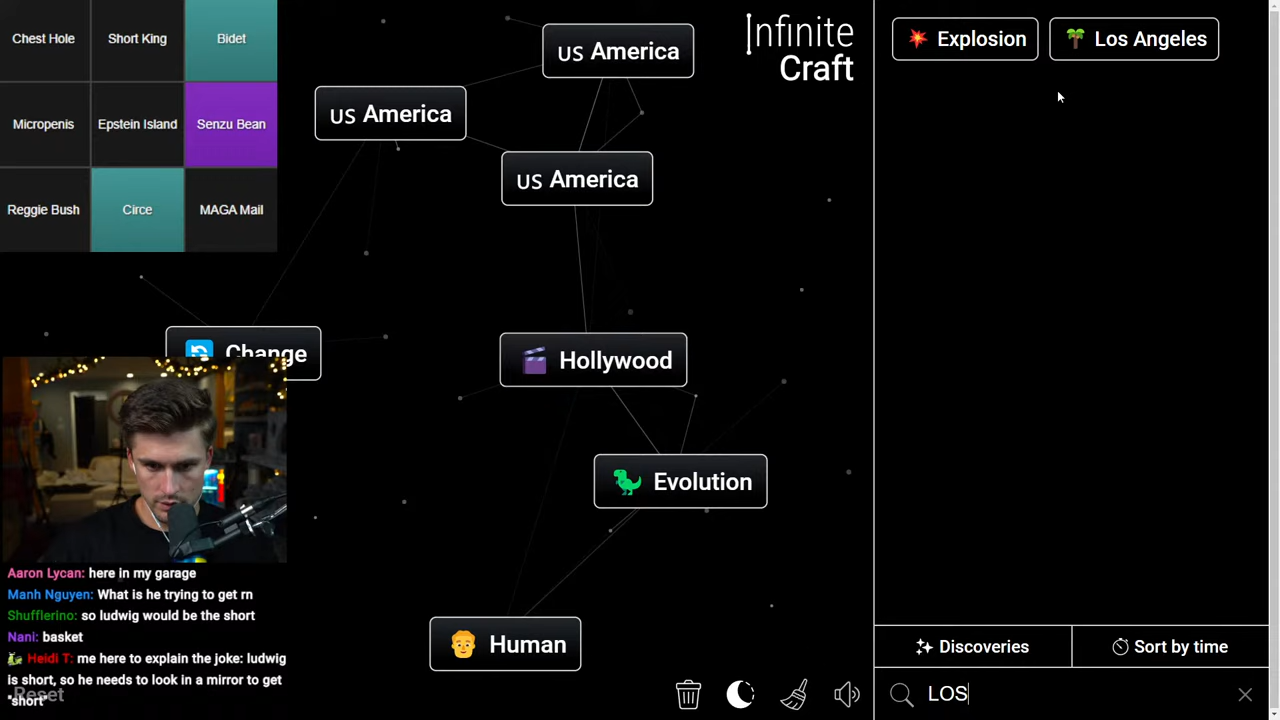 Chest Hole
Short King
Bidet
Micropenis
Epstein Island
Senzu Bean
Reggie Bush
Circe
MAGA Mail
US America
US America
US America
Change
Hollywood
Evolution
Human
Infinite
Craft
Explosion
Los Angeles
Aaron Lycan: here in my garage
Manh Nguyen: What is he trying to get rn
Shufflerino: so ludwig would be the short
Nani: basket
Heidi T: me here to explain the joke: ludwig
is short, so he needs to look in a mirror to get
"short"
Reset
Discoveries
Sort by time
LOS